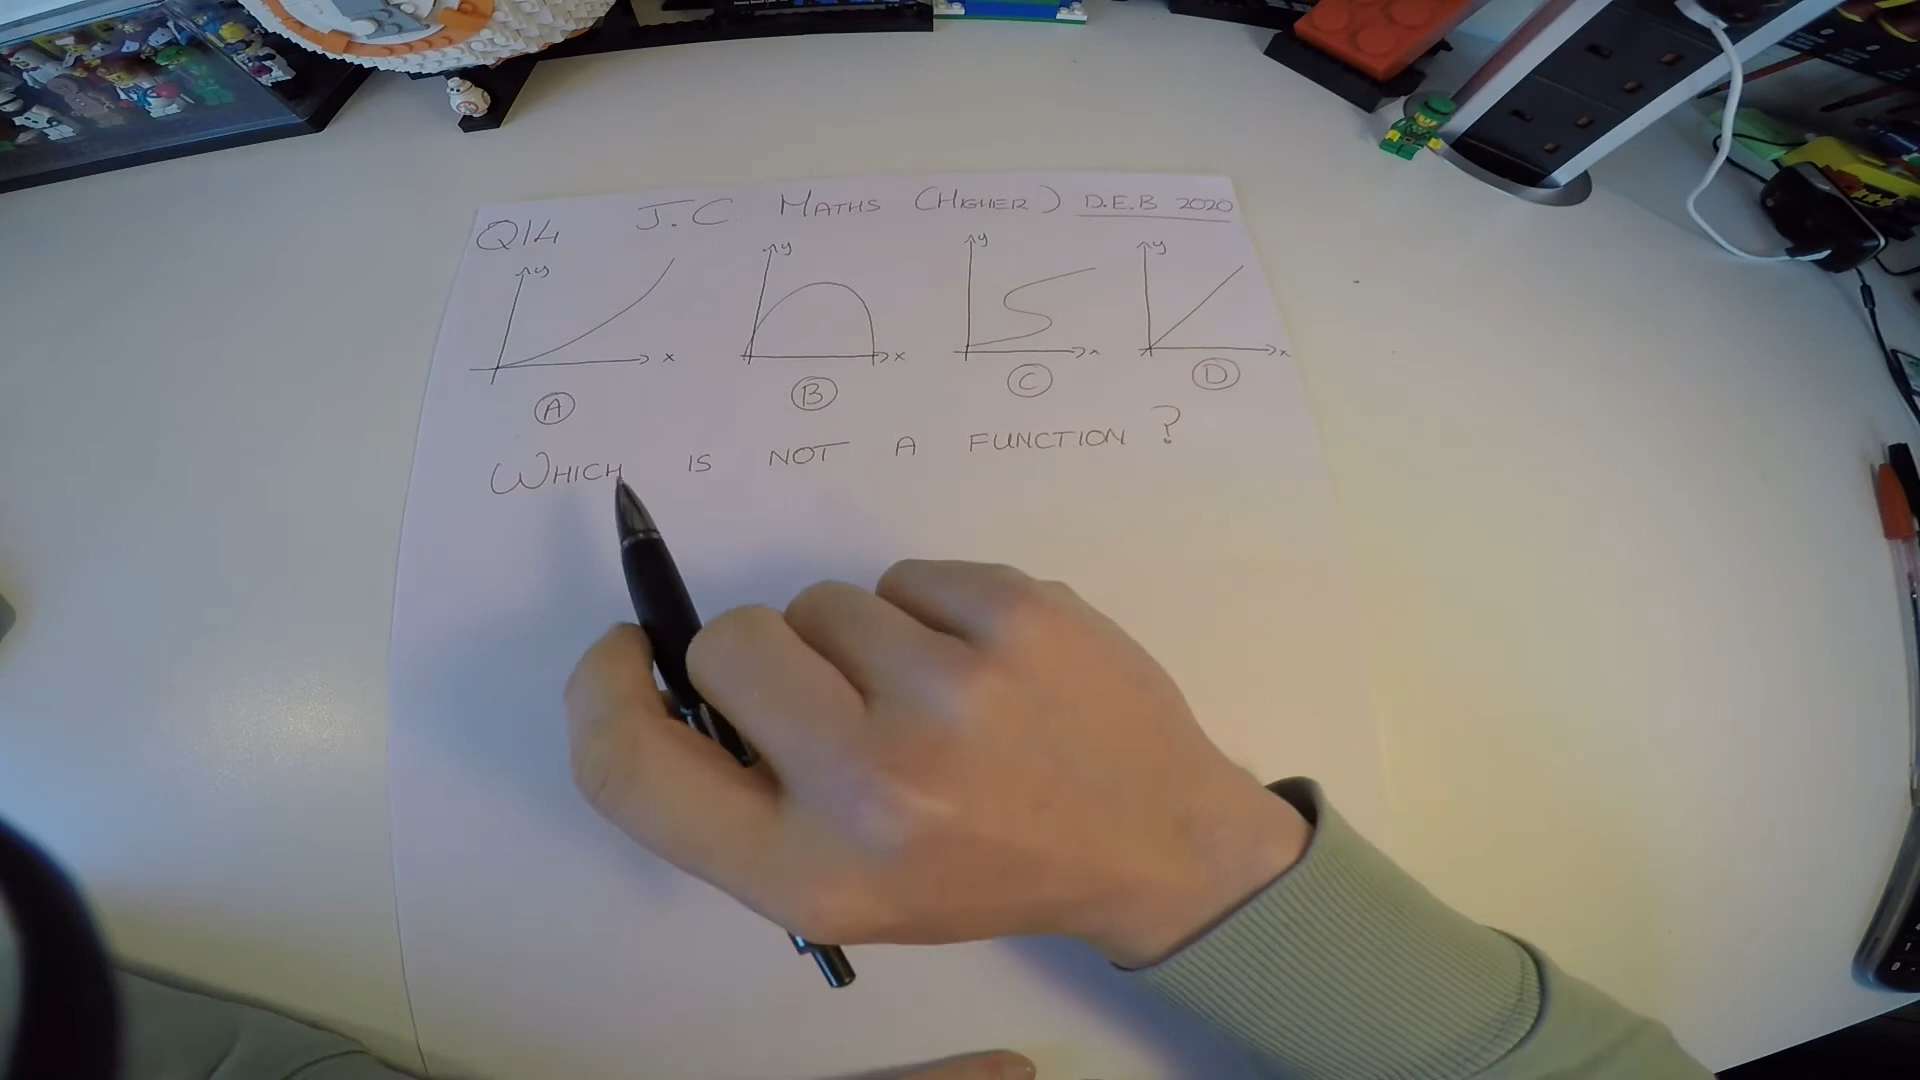 Q14 J.C. MATHS (HIGHER) D.E.B 2020
y y y y
x x x x
A B C D
WHICH IS NOT A FUNCTION?